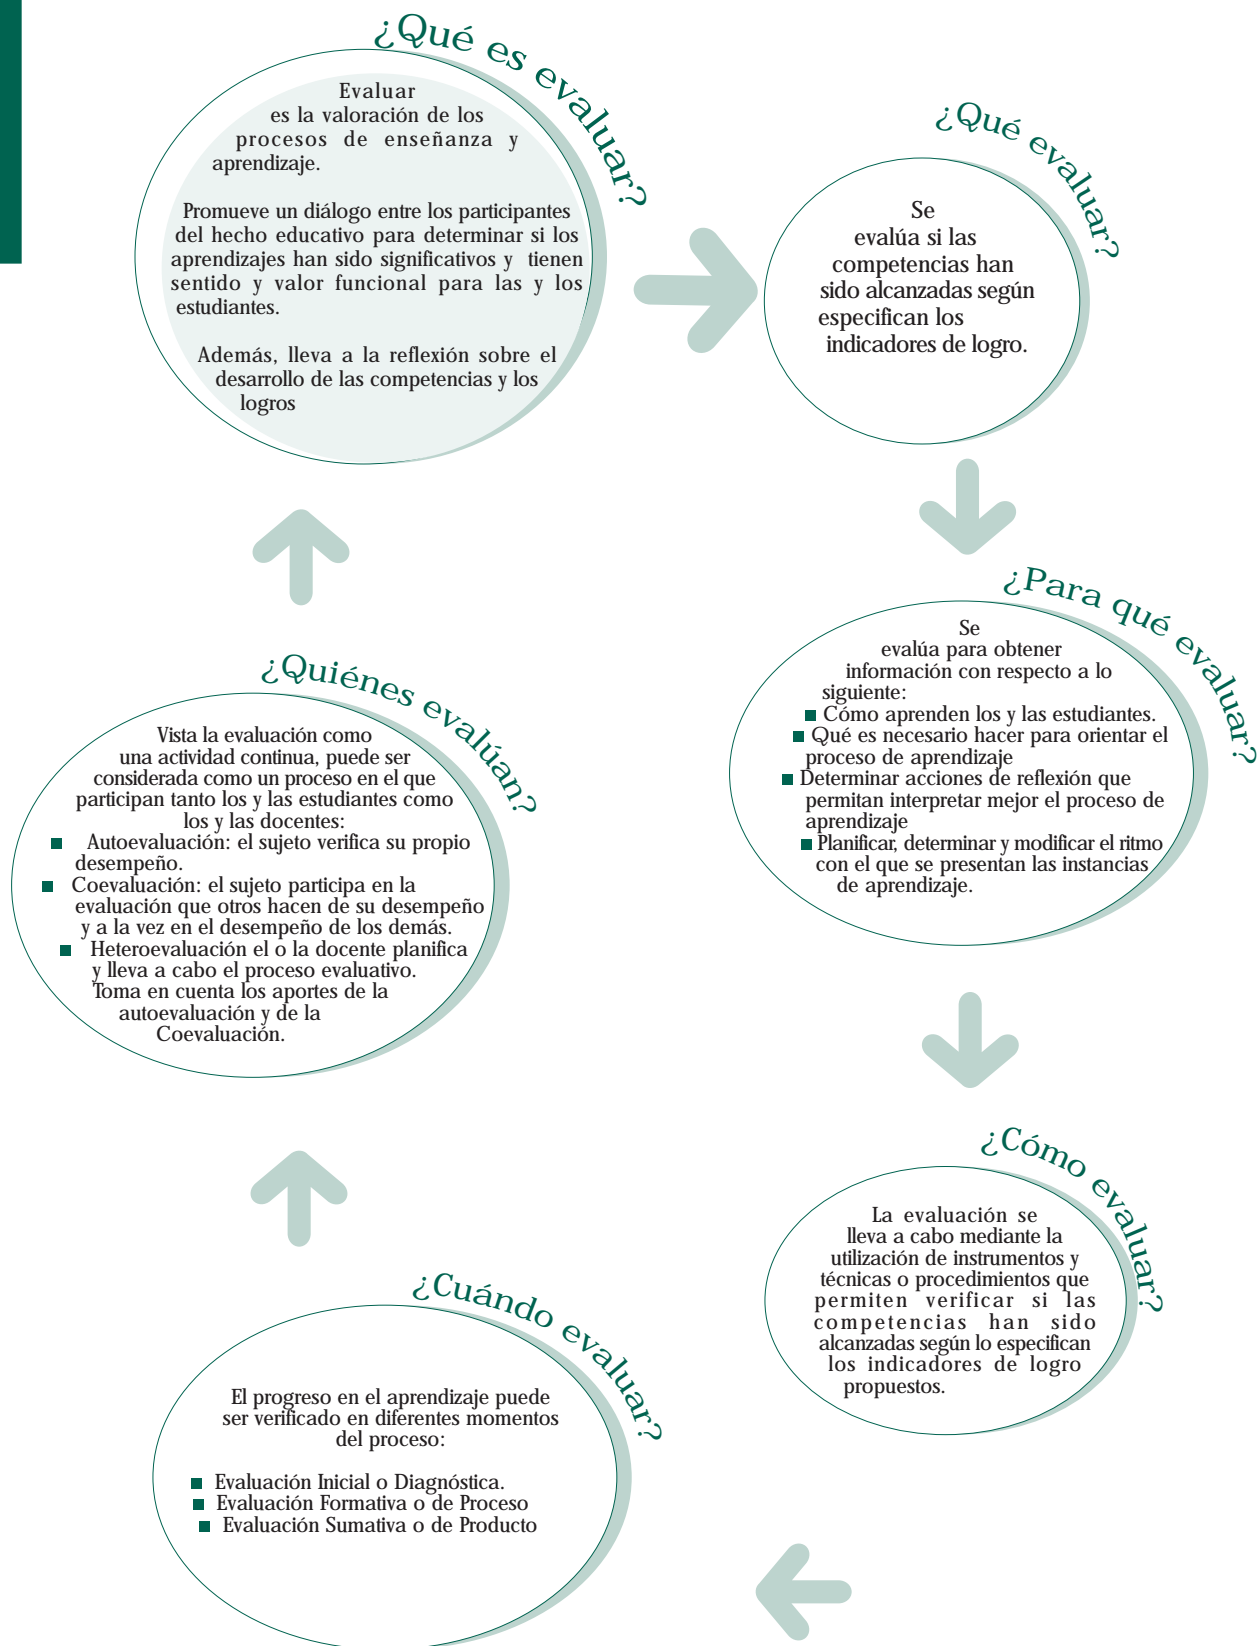 ¿Qué es evaluar?
Evaluar
es la valoración de los
procesos de enseñanza y
aprendizaje.
Promueve un diálogo entre los participantes
del hecho educativo para determinar si los
aprendizajes han sido significativos y tienen
sentido y valor funcional para las y los
estudiantes.
Además, lleva a la reflexión sobre el
desarrollo de las competencias y los
logros
¿Qué evaluar?
Se
evalúa si las
competencias han
sido alcanzadas según
especifican los
indicadores de logro.
¿Para qué evaluar?
Se
evalúa para obtener
información con respecto a lo
siguiente:
■ Cómo aprenden los y las estudiantes.
■ Qué es necesario hacer para orientar el
proceso de aprendizaje
■ Determinar acciones de reflexión que
permitan interpretar mejor el proceso de
aprendizaje
■ Planificar, determinar y modificar el ritmo
con el que se presentan las instancias
de aprendizaje.
¿Cómo evaluar?
La evaluación se
lleva a cabo mediante la
utilización de instrumentos y
técnicas o procedimientos que
permiten verificar si las
competencias han sido
alcanzadas según lo especifican
los indicadores de logro
propuestos.
¿Cuándo evaluar?
El progreso en el aprendizaje puede
ser verificado en diferentes momentos
del proceso:
■ Evaluación Inicial o Diagnóstica.
■ Evaluación Formativa o de Proceso
■ Evaluación Sumativa o de Producto
¿Quiénes evalúan?
Vista la evaluación como
una actividad continua, puede ser
considerada como un proceso en el que
participan tanto los y las estudiantes como
los y las docentes:
■ Autoevaluación: el sujeto verifica su propio
desempeño.
■ Coevaluación: el sujeto participa en la
evaluación que otros hacen de su desempeño
y a la vez en el desempeño de los demás.
■ Heteroevaluación el o la docente planifica
y lleva a cabo el proceso evaluativo.
Toma en cuenta los aportes de la
autoevaluación y de la
Coevaluación.